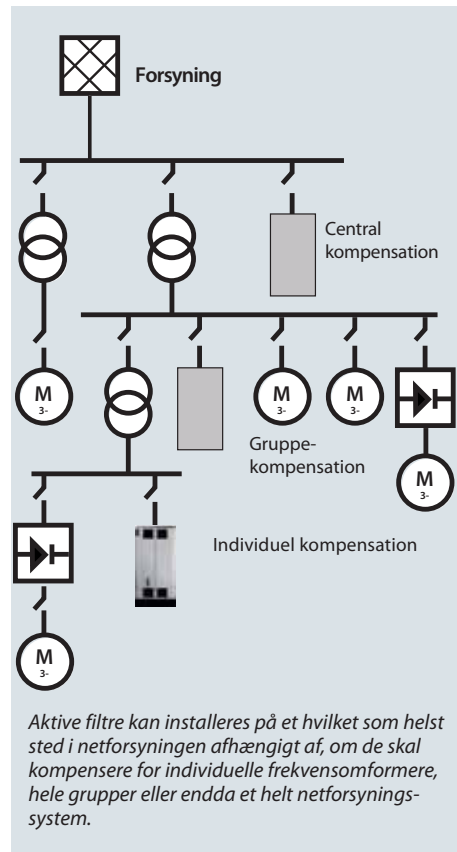 Forsyning
Central
kompensation
M
3-
M
3-
M
3-
Gruppe-
kompensation
M
3-
Individuel kompensation
M
3-
Aktive filtre kan installeres på et hvilket som helst
sted i netforsyningen afhængigt af, om de skal
kompensere for individuelle frekvensomformere,
hele grupper eller endda et helt netforsynings-
system.